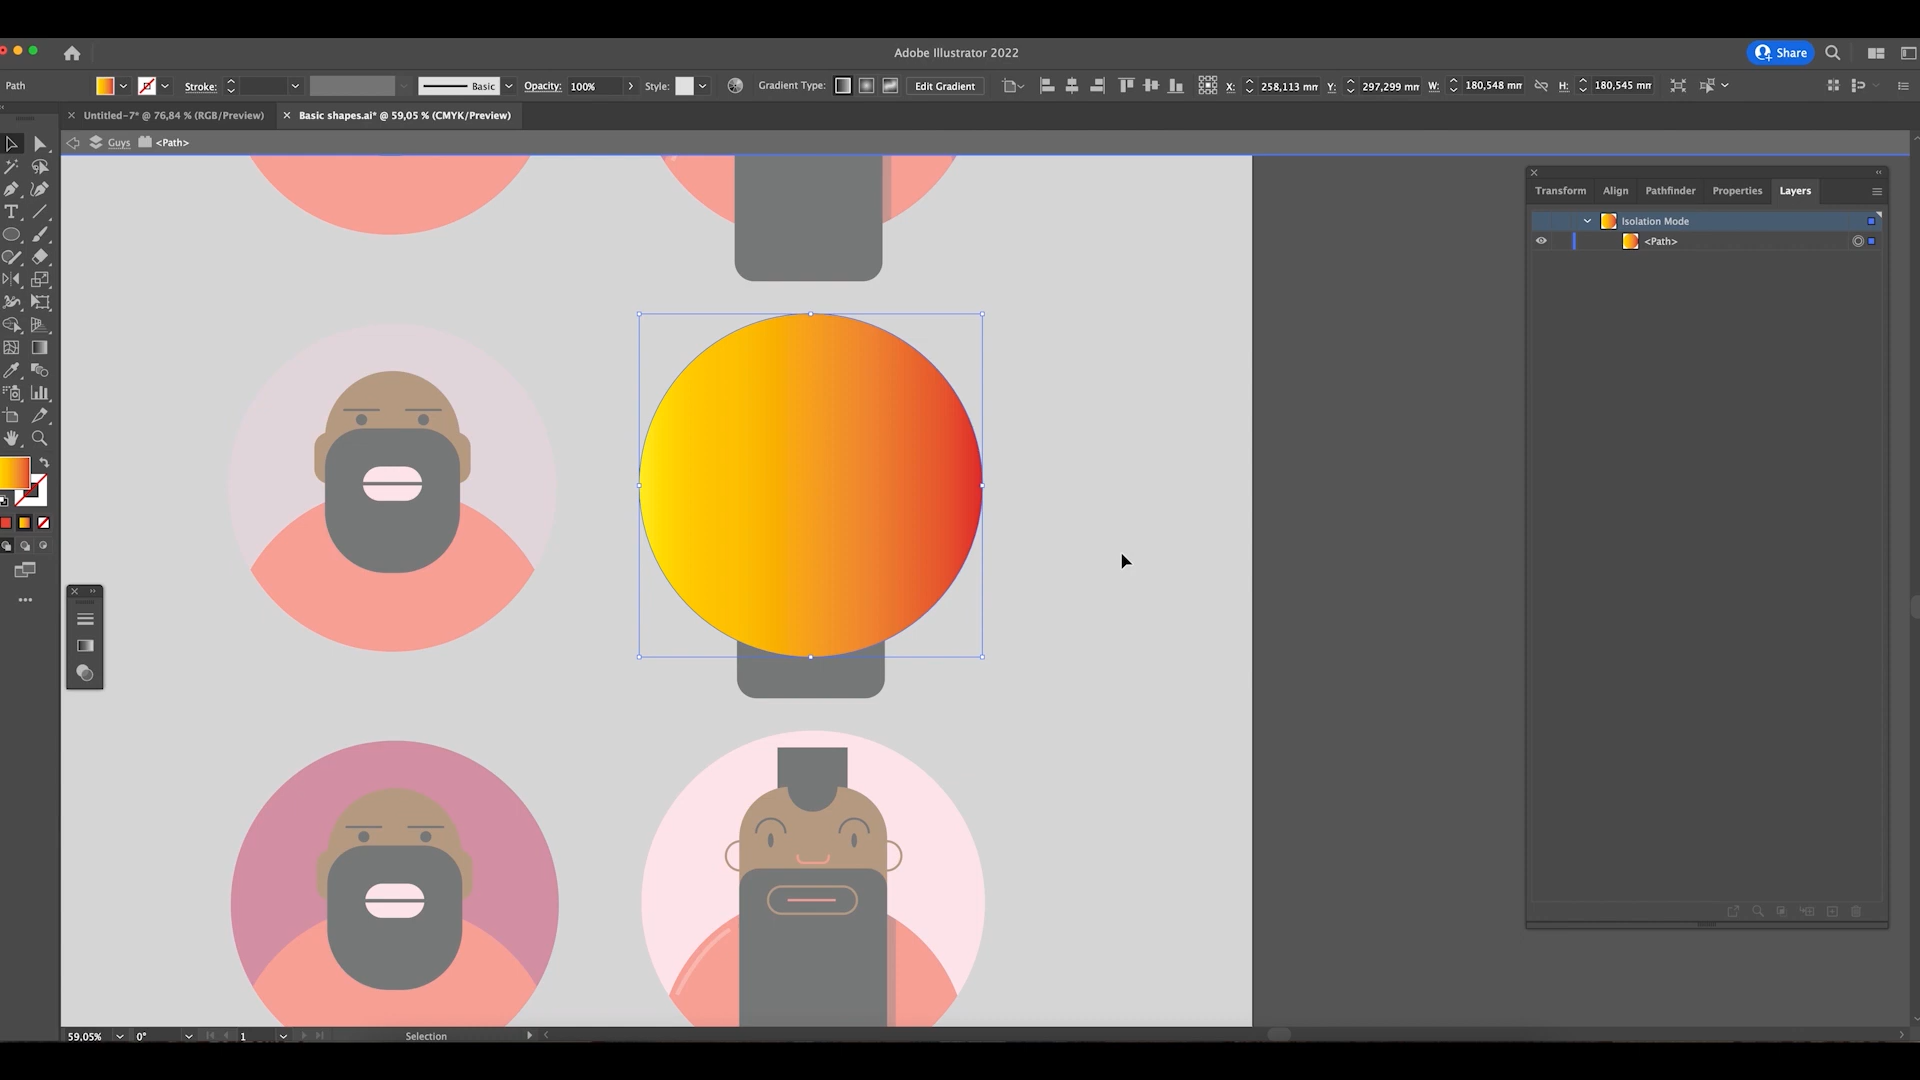 Adobe Illustrator 2022
Share
Path
Stroke:
Basic
Opacity: 100%
Style:
Gradient Type:
Edit Gradient
X: 258,113 mm
Y: 297,299 mm
W: 180,548 mm
H: 180,545 mm
Untitled-7* @ 76,84 % (RGB/Preview)
Basic shapes.ai* @ 59,05 % (CMYK/Preview)
Guys
<Path>
Transform
Align
Pathfinder
Properties
Layers
Isolation Mode
<Path>
59,05%
0°
1
Selection